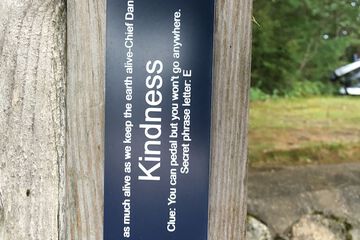 as much alive as we keep the earth alive-Chief Dan
Kindness
Clue: You can pedal but you won't go anywhere.
Secret phrase letter: E